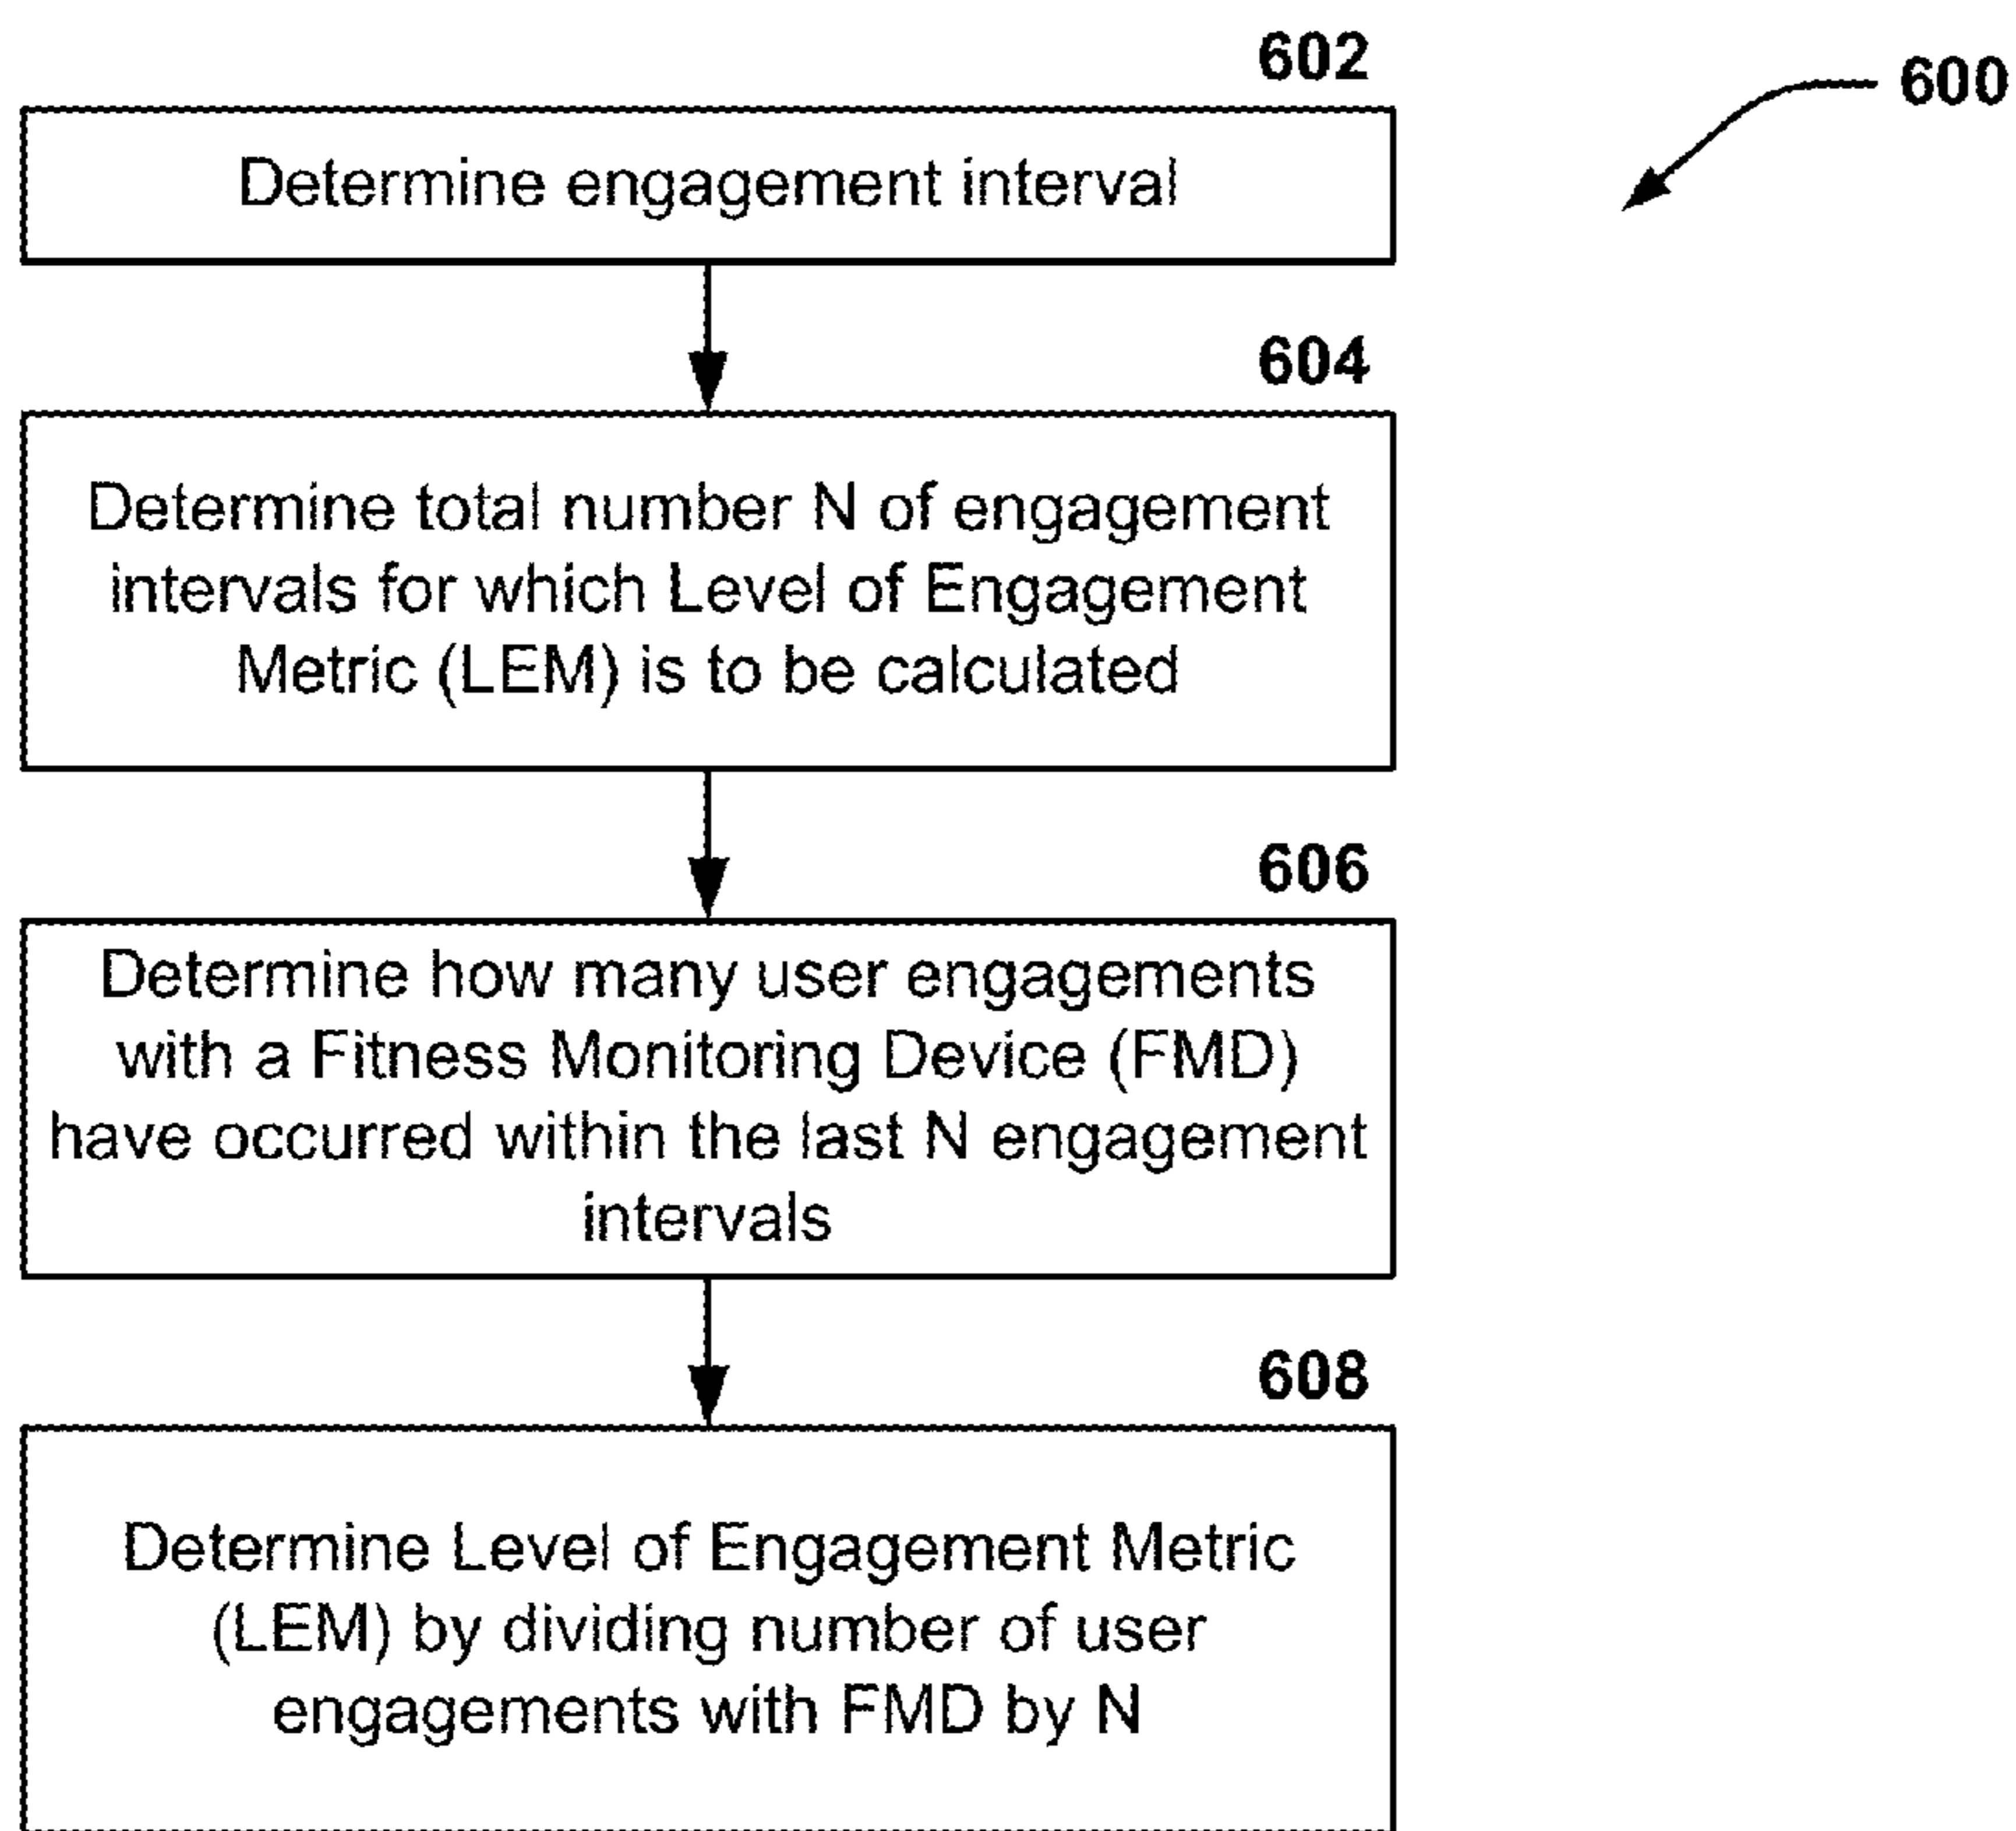 602
600
Determine engagement interval
604
Determine total number N of engagement
intervals for which Level of Engagement
Metric (LEM) is to be calculated
606
Determine how many user engagements
with a Fitness Monitoring Device (FMD)
have occurred within the last N engagement
intervals
608
Determine Level of Engagement Metric
(LEM) by dividing number of user
engagements with FMD by N